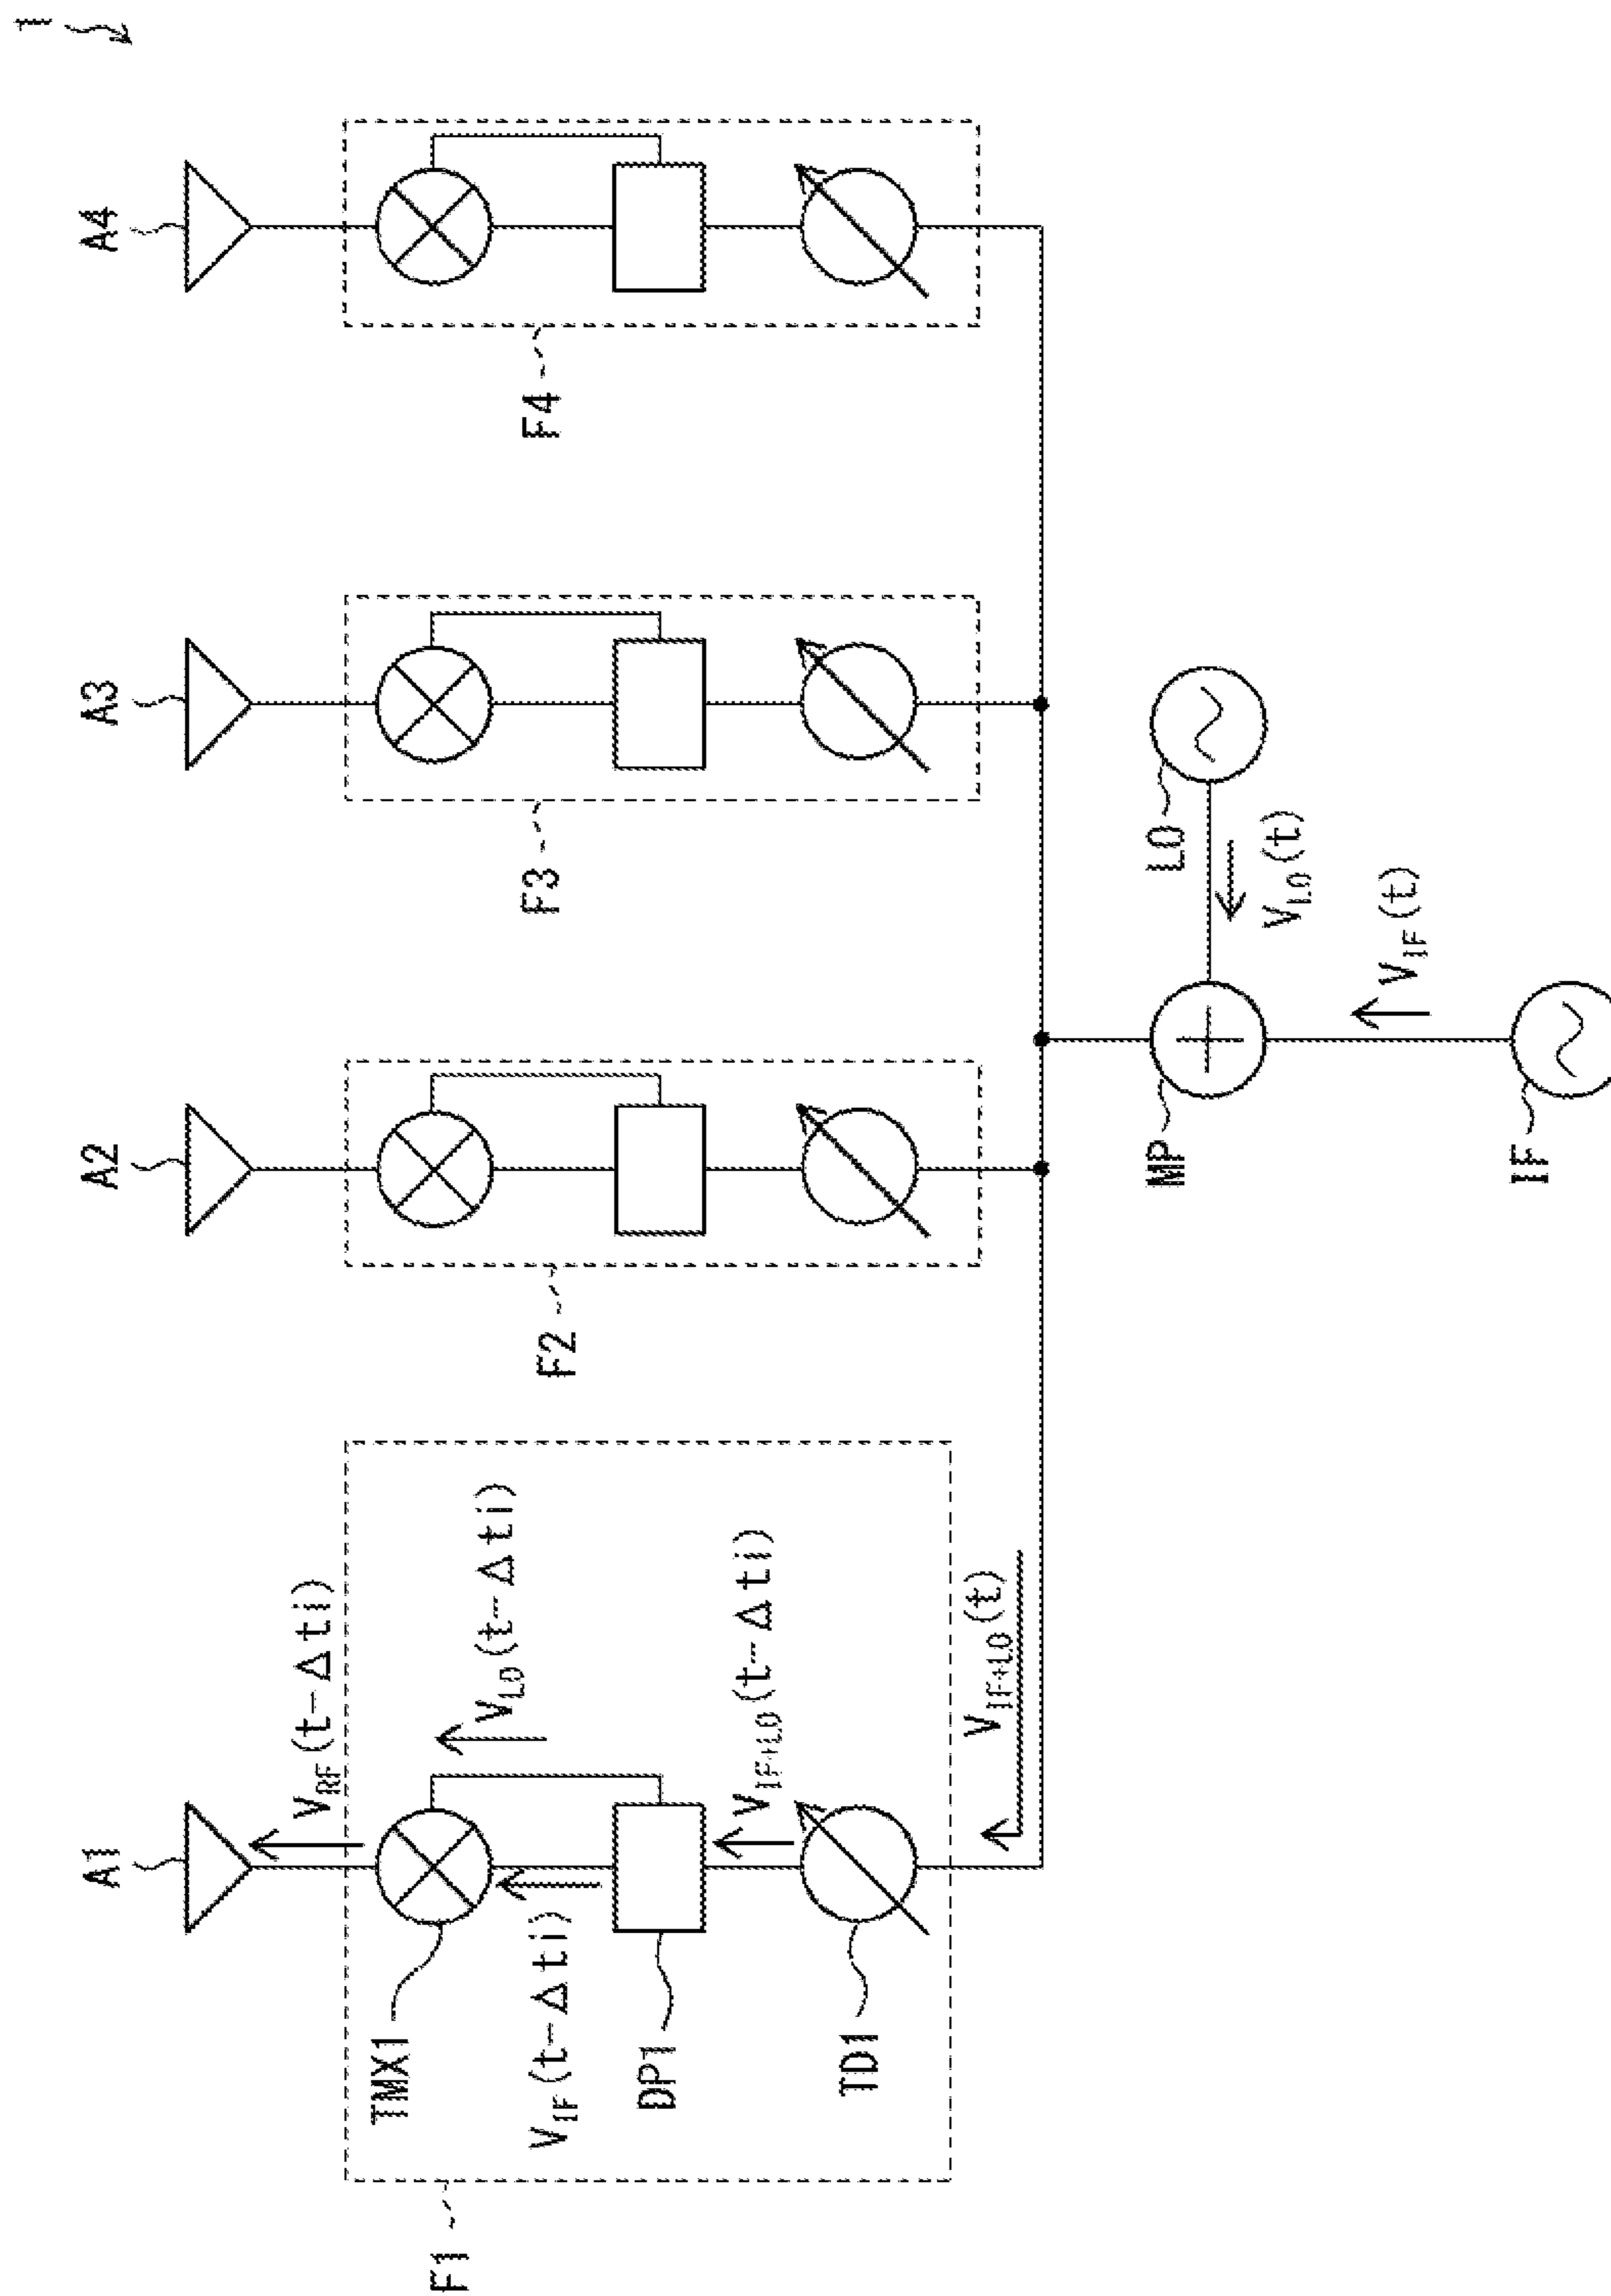 1
A1
A2
A3
A4
V_RF(t-Δti)
TMX1
V_LO(t-Δti)
V_IF(t-Δti)
DP1
V_IF+LO(t-Δti)
TD1
F1
F2
F3
F4
V_IF+LO(t)
MP
LO
V_LO(t)
V_IF(t)
IF